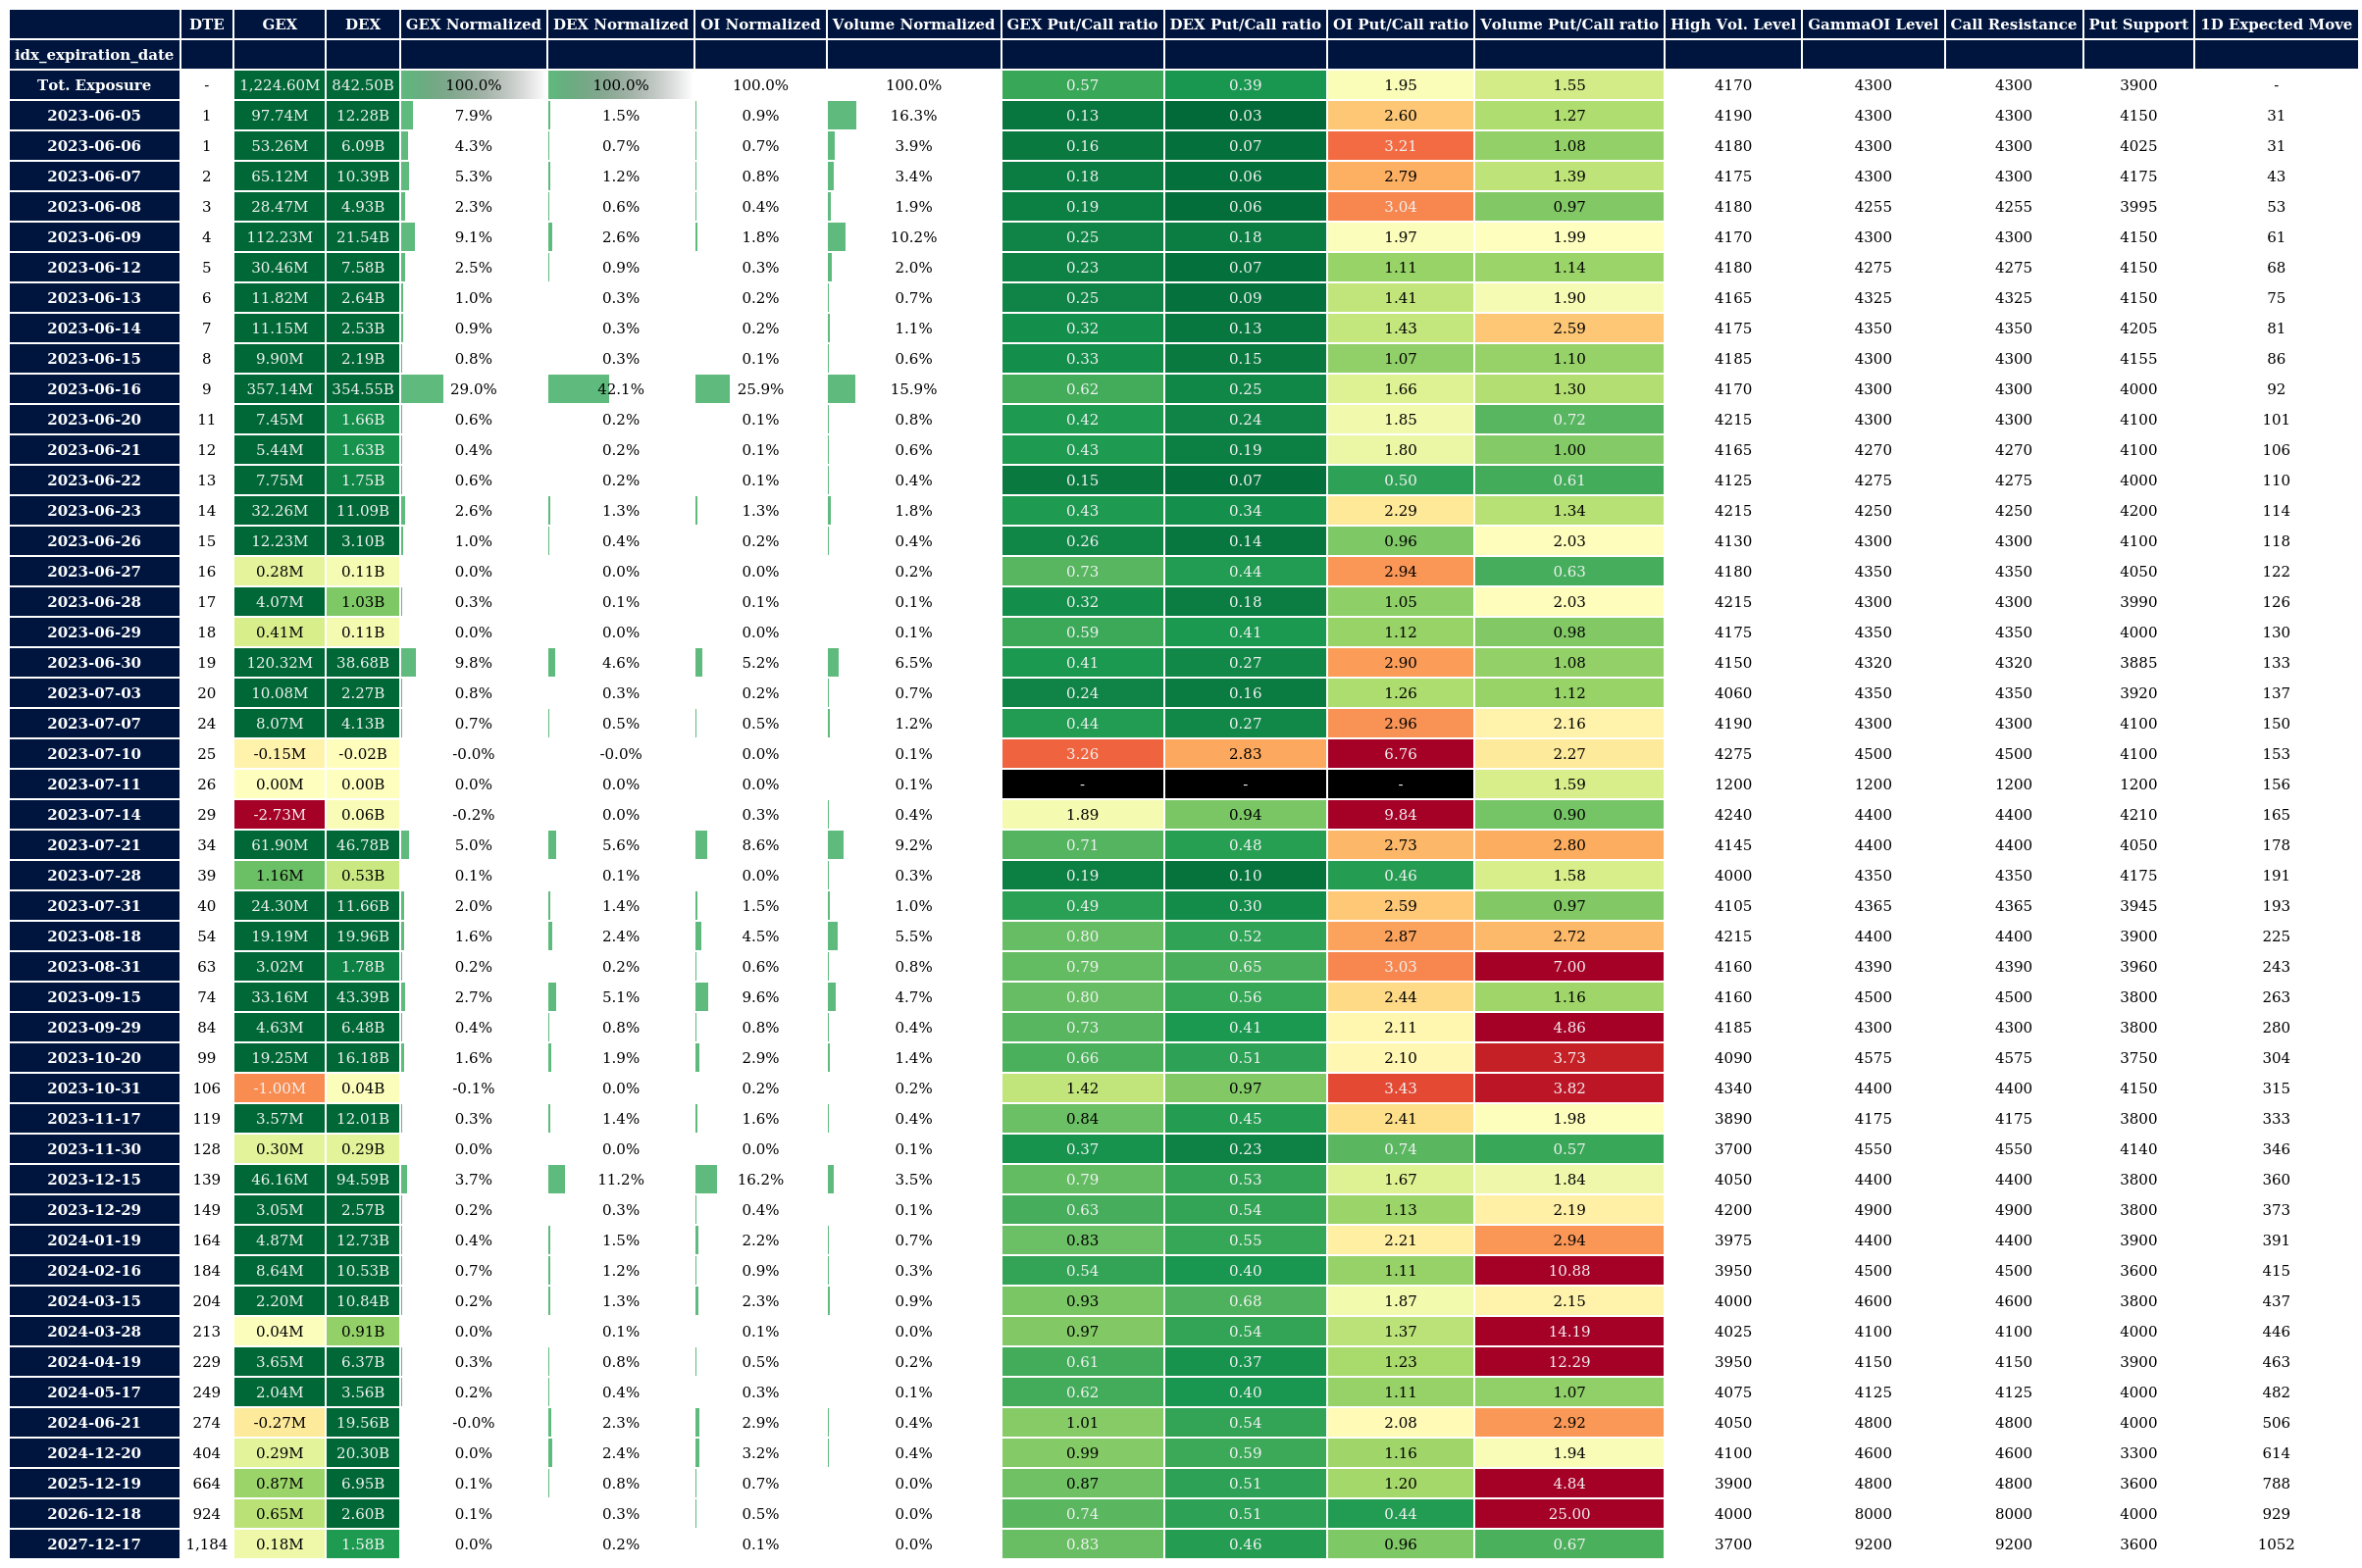 DTE GEX DEX GEX Normalized DEX Normalized OI Normalized Volume Normalized GEX Put/Call ratio DEX Put/Call ratio OI Put/Call ratio Volume Put/Call ratio High Vol. Level GammaOI Level Call Resistance Put Support 1D Expected Move
idx_expiration_date
Tot. Exposure - 1,224.60M 842.50B 100.0% 100.0% 100.0% 100.0% 0.57 0.39 1.95 1.55 4170 4300 4300 3900 -
2023-06-05 1 97.74M 12.28B 7.9% 1.5% 0.9% 16.3% 0.13 0.03 2.60 1.27 4190 4300 4300 4150 31
2023-06-06 1 53.26M 6.09B 4.3% 0.7% 0.7% 3.9% 0.16 0.07 3.21 1.08 4180 4300 4300 4025 31
2023-06-07 2 65.12M 10.39B 5.3% 1.2% 0.8% 3.4% 0.18 0.06 2.79 1.39 4175 4300 4300 4175 43
2023-06-08 3 28.47M 4.93B 2.3% 0.6% 0.4% 1.9% 0.19 0.06 3.04 0.97 4180 4255 4255 3995 53
2023-06-09 4 112.23M 21.54B 9.1% 2.6% 1.8% 10.2% 0.25 0.18 1.97 1.99 4170 4300 4300 4150 61
2023-06-12 5 30.46M 7.58B 2.5% 0.9% 0.3% 2.0% 0.23 0.07 1.11 1.14 4180 4275 4275 4150 68
2023-06-13 6 11.82M 2.64B 1.0% 0.3% 0.2% 0.7% 0.25 0.09 1.41 1.90 4165 4325 4325 4150 75
2023-06-14 7 11.15M 2.53B 0.9% 0.3% 0.2% 1.1% 0.32 0.13 1.43 2.59 4175 4350 4350 4205 81
2023-06-15 8 9.90M 2.19B 0.8% 0.3% 0.1% 0.6% 0.33 0.15 1.07 1.10 4185 4300 4300 4155 86
2023-06-16 9 357.14M 354.55B 29.0% 42.1% 25.9% 15.9% 0.62 0.25 1.66 1.30 4170 4300 4300 4000 92
2023-06-20 11 7.45M 1.66B 0.6% 0.2% 0.1% 0.8% 0.42 0.24 1.85 0.72 4215 4300 4300 4100 101
2023-06-21 12 5.44M 1.63B 0.4% 0.2% 0.1% 0.6% 0.43 0.19 1.80 1.00 4165 4270 4270 4100 106
2023-06-22 13 7.75M 1.75B 0.6% 0.2% 0.1% 0.4% 0.15 0.07 0.50 0.61 4125 4275 4275 4000 110
2023-06-23 14 32.26M 11.09B 2.6% 1.3% 1.3% 1.8% 0.43 0.34 2.29 1.34 4215 4250 4250 4200 114
2023-06-26 15 12.23M 3.10B 1.0% 0.4% 0.2% 0.4% 0.26 0.14 0.96 2.03 4130 4300 4300 4100 118
2023-06-27 16 0.28M 0.11B 0.0% 0.0% 0.0% 0.2% 0.73 0.44 2.94 0.63 4180 4350 4350 4050 122
2023-06-28 17 4.07M 1.03B 0.3% 0.1% 0.1% 0.1% 0.32 0.18 1.05 2.03 4215 4300 4300 3990 126
2023-06-29 18 0.41M 0.11B 0.0% 0.0% 0.0% 0.1% 0.59 0.41 1.12 0.98 4175 4350 4350 4000 130
2023-06-30 19 120.32M 38.68B 9.8% 4.6% 5.2% 6.5% 0.41 0.27 2.90 1.08 4150 4320 4320 3885 133
2023-07-03 20 10.08M 2.27B 0.8% 0.3% 0.2% 0.7% 0.24 0.16 1.26 1.12 4060 4350 4350 3920 137
2023-07-07 24 8.07M 4.13B 0.7% 0.5% 0.5% 1.2% 0.44 0.27 2.96 2.16 4190 4300 4300 4100 150
2023-07-10 25 -0.15M -0.02B -0.0% -0.0% 0.0% 0.1% 3.26 2.83 6.76 2.27 4275 4500 4500 4100 153
2023-07-11 26 0.00M 0.00B 0.0% 0.0% 0.0% 0.1% - - - 1.59 1200 1200 1200 1200 156
2023-07-14 29 -2.73M 0.06B -0.2% 0.0% 0.3% 0.4% 1.89 0.94 9.84 0.90 4240 4400 4400 4210 165
2023-07-21 34 61.90M 46.78B 5.0% 5.6% 8.6% 9.2% 0.71 0.48 2.73 2.80 4145 4400 4400 4050 178
2023-07-28 39 1.16M 0.53B 0.1% 0.1% 0.0% 0.3% 0.19 0.10 0.46 1.58 4000 4350 4350 4175 191
2023-07-31 40 24.30M 11.66B 2.0% 1.4% 1.5% 1.0% 0.49 0.30 2.59 0.97 4105 4365 4365 3945 193
2023-08-18 54 19.19M 19.96B 1.6% 2.4% 4.5% 5.5% 0.80 0.52 2.87 2.72 4215 4400 4400 3900 225
2023-08-31 63 3.02M 1.78B 0.2% 0.2% 0.6% 0.8% 0.79 0.65 3.03 7.00 4160 4390 4390 3960 243
2023-09-15 74 33.16M 43.39B 2.7% 5.1% 9.6% 4.7% 0.80 0.56 2.44 1.16 4160 4500 4500 3800 263
2023-09-29 84 4.63M 6.48B 0.4% 0.8% 0.8% 0.4% 0.73 0.41 2.11 4.86 4185 4300 4300 3800 280
2023-10-20 99 19.25M 16.18B 1.6% 1.9% 2.9% 1.4% 0.66 0.51 2.10 3.73 4090 4575 4575 3750 304
2023-10-31 106 -1.00M 0.04B -0.1% 0.0% 0.2% 0.2% 1.42 0.97 3.43 3.82 4340 4400 4400 4150 315
2023-11-17 119 3.57M 12.01B 0.3% 1.4% 1.6% 0.4% 0.84 0.45 2.41 1.98 3890 4175 4175 3800 333
2023-11-30 128 0.30M 0.29B 0.0% 0.0% 0.0% 0.1% 0.37 0.23 0.74 0.57 3700 4550 4550 4140 346
2023-12-15 139 46.16M 94.59B 3.7% 11.2% 16.2% 3.5% 0.79 0.53 1.67 1.84 4050 4400 4400 3800 360
2023-12-29 149 3.05M 2.57B 0.2% 0.3% 0.4% 0.1% 0.63 0.54 1.13 2.19 4200 4900 4900 3800 373
2024-01-19 164 4.87M 12.73B 0.4% 1.5% 2.2% 0.7% 0.83 0.55 2.21 2.94 3975 4400 4400 3900 391
2024-02-16 184 8.64M 10.53B 0.7% 1.2% 0.9% 0.3% 0.54 0.40 1.11 10.88 3950 4500 4500 3600 415
2024-03-15 204 2.20M 10.84B 0.2% 1.3% 2.3% 0.9% 0.93 0.68 1.87 2.15 4000 4600 4600 3800 437
2024-03-28 213 0.04M 0.91B 0.0% 0.1% 0.1% 0.0% 0.97 0.54 1.37 14.19 4025 4100 4100 4000 446
2024-04-19 229 3.65M 6.37B 0.3% 0.8% 0.5% 0.2% 0.61 0.37 1.23 12.29 3950 4150 4150 3900 463
2024-05-17 249 2.04M 3.56B 0.2% 0.4% 0.3% 0.1% 0.62 0.40 1.11 1.07 4075 4125 4125 4000 482
2024-06-21 274 -0.27M 19.56B -0.0% 2.3% 2.9% 0.4% 1.01 0.54 2.08 2.92 4050 4800 4800 4000 506
2024-12-20 404 0.29M 20.30B 0.0% 2.4% 3.2% 0.4% 0.99 0.59 1.16 1.94 4100 4600 4600 3300 614
2025-12-19 664 0.87M 6.95B 0.1% 0.8% 0.7% 0.0% 0.87 0.51 1.20 4.84 3900 4800 4800 3600 788
2026-12-18 924 0.65M 2.60B 0.1% 0.3% 0.5% 0.0% 0.74 0.51 0.44 25.00 4000 8000 8000 4000 929
2027-12-17 1,184 0.18M 1.58B 0.0% 0.2% 0.1% 0.0% 0.83 0.46 0.96 0.67 3700 9200 9200 3600 1052